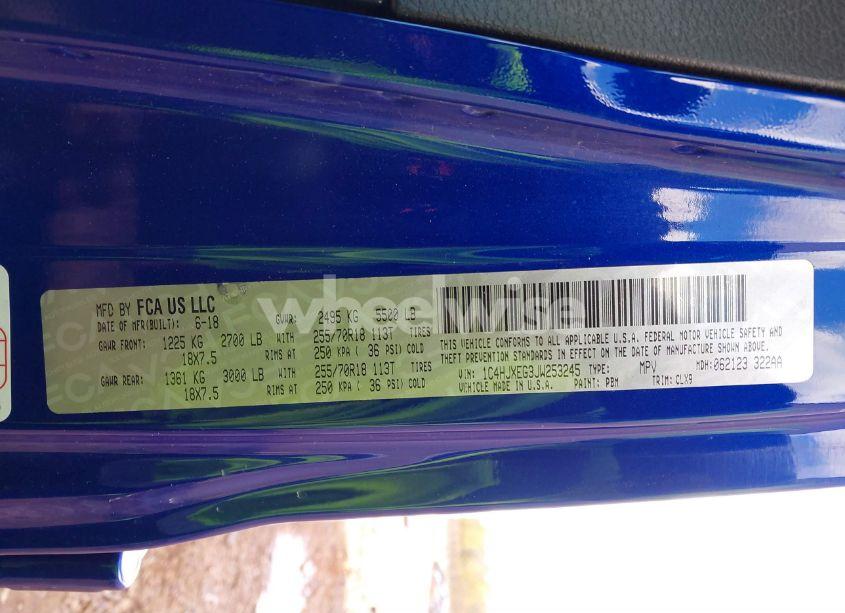 MFD BY FCA US LLC
DATE OF MFR(BUILT): 6-18 GVWR: 2495 KG 5500 LB
GAWR FRONT: 1225 KG 2700 LB WITH 255/70R18 113T TIRES
18X7.5 RIMS AT 250 KPA ( 36 PSI) COLD
GAWR REAR: 1361 KG 3000 LB WITH 255/70R18 113T TIRES
18X7.5 RIMS AT 250 KPA ( 36 PSI) COLD
THIS VEHICLE CONFORMS TO ALL APPLICABLE U.S.A. FEDERAL MOTOR VEHICLE SAFETY AND
THEFT PREVENTION STANDARDS IN EFFECT ON THE DATE OF MANUFACTURE SHOWN ABOVE.
VIN: 1C4HJXEG3JW253245 TYPE: MPV MDH: 062123 322AA
VEHICLE MADE IN U.S.A. PAINT: PBM TRIM: CLX9
wheelwise